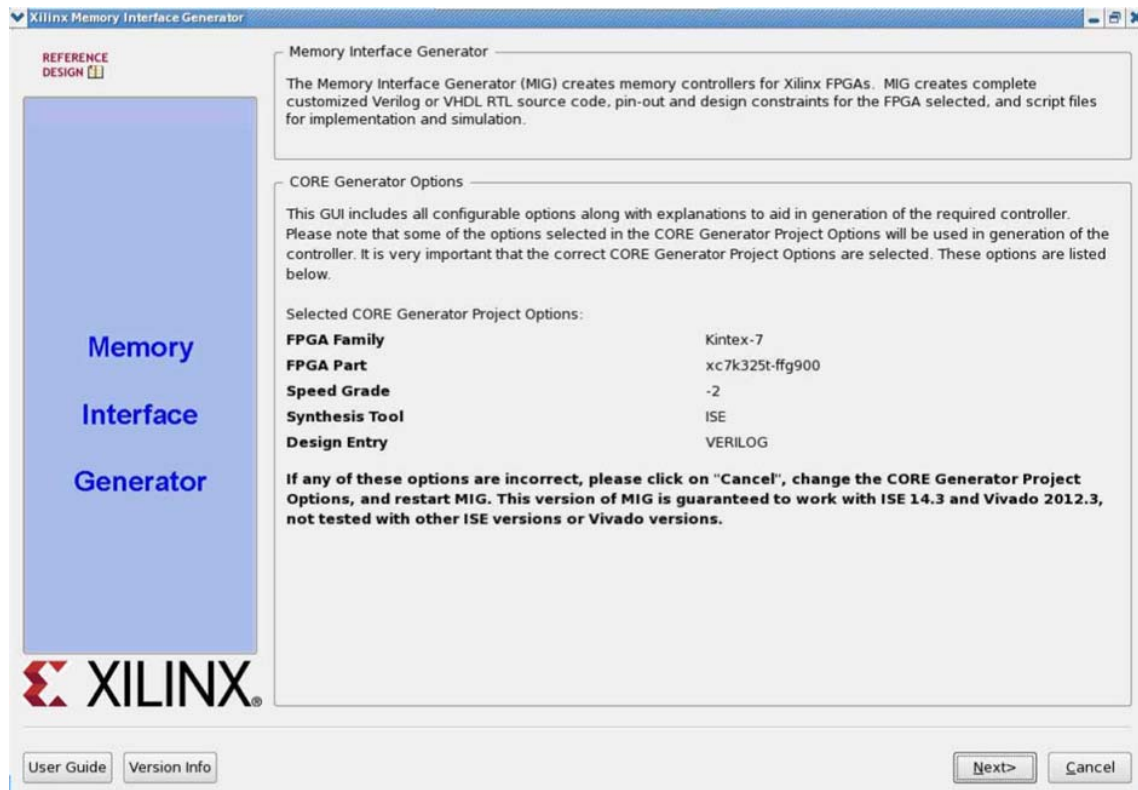 Xilinx Memory Interface Generator
REFERENCE
DESIGN
Memory
Interface
Generator
XILINX®
Memory Interface Generator
The Memory Interface Generator (MIG) creates memory controllers for Xilinx FPGAs. MIG creates complete
customized Verilog or VHDL RTL source code, pin-out and design constraints for the FPGA selected, and script files
for implementation and simulation.
CORE Generator Options
This GUI includes all configurable options along with explanations to aid in generation of the required controller.
Please note that some of the options selected in the CORE Generator Project Options will be used in generation of the
controller. It is very important that the correct CORE Generator Project Options are selected. These options are listed
below.
Selected CORE Generator Project Options:
FPGA Family Kintex-7
FPGA Part xc7k325t-ffg900
Speed Grade -2
Synthesis Tool ISE
Design Entry VERILOG
If any of these options are incorrect, please click on "Cancel", change the CORE Generator Project
Options, and restart MIG. This version of MIG is guaranteed to work with ISE 14.3 and Vivado 2012.3,
not tested with other ISE versions or Vivado versions.
User Guide Version Info Next> Cancel